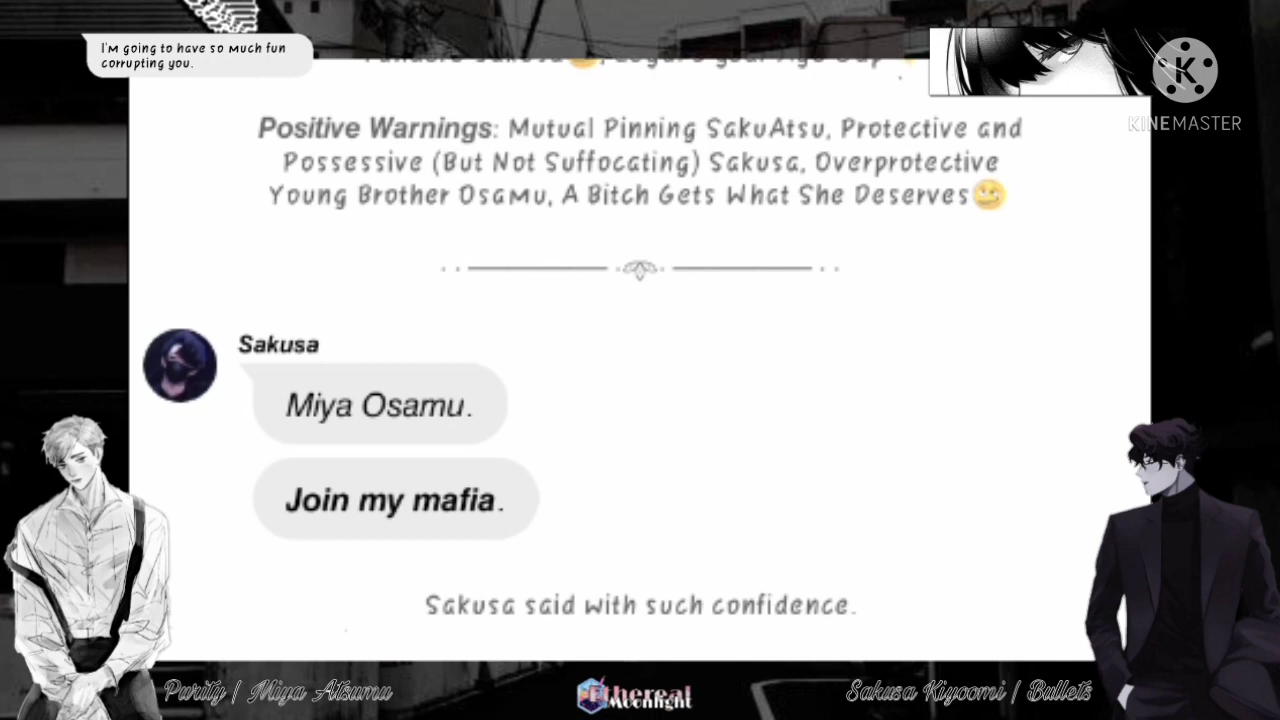 I'm going to have so much fun
corrupting you.
KINEMASTER
Positive Warnings: Mutual Pinning SakuAtsu, Protective and
Possessive (But Not Suffocating) Sakusa, Overprotective
Young Brother Osamu, A Bitch Gets What She Deserves😏
Sakusa
Miya Osamu.
Join my mafia.
Sakusa said with such confidence.
Purity | Miya Atsumu
Ethereal
Moonlight
Sakusa Kiyoomi | Bullets